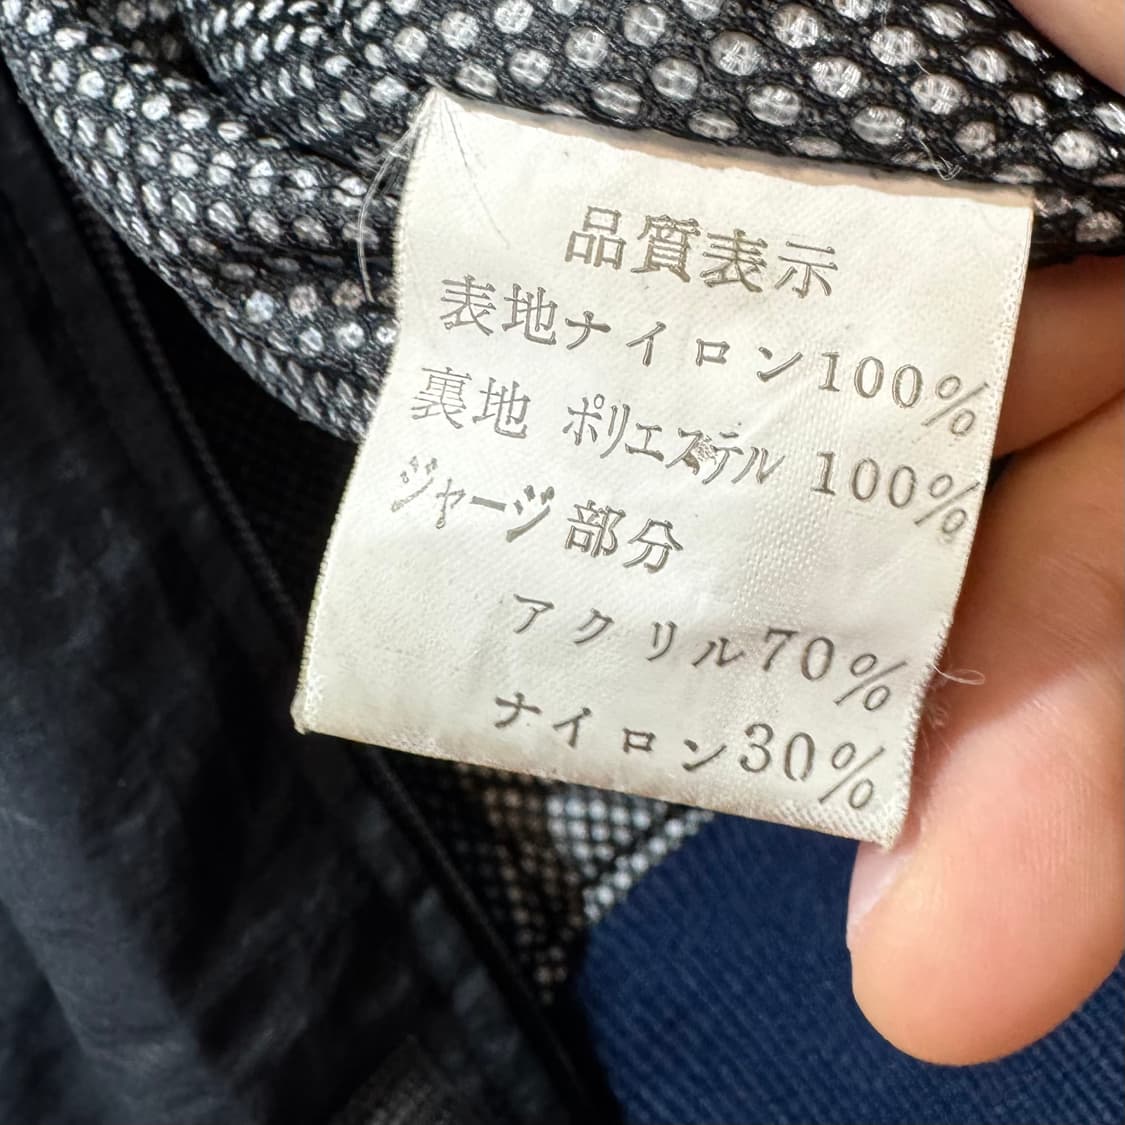 品質表示
表地ナイロン100%
裏地 ポリエステル 100%
ジャージ部分
アクリル70%
ナイロン30%